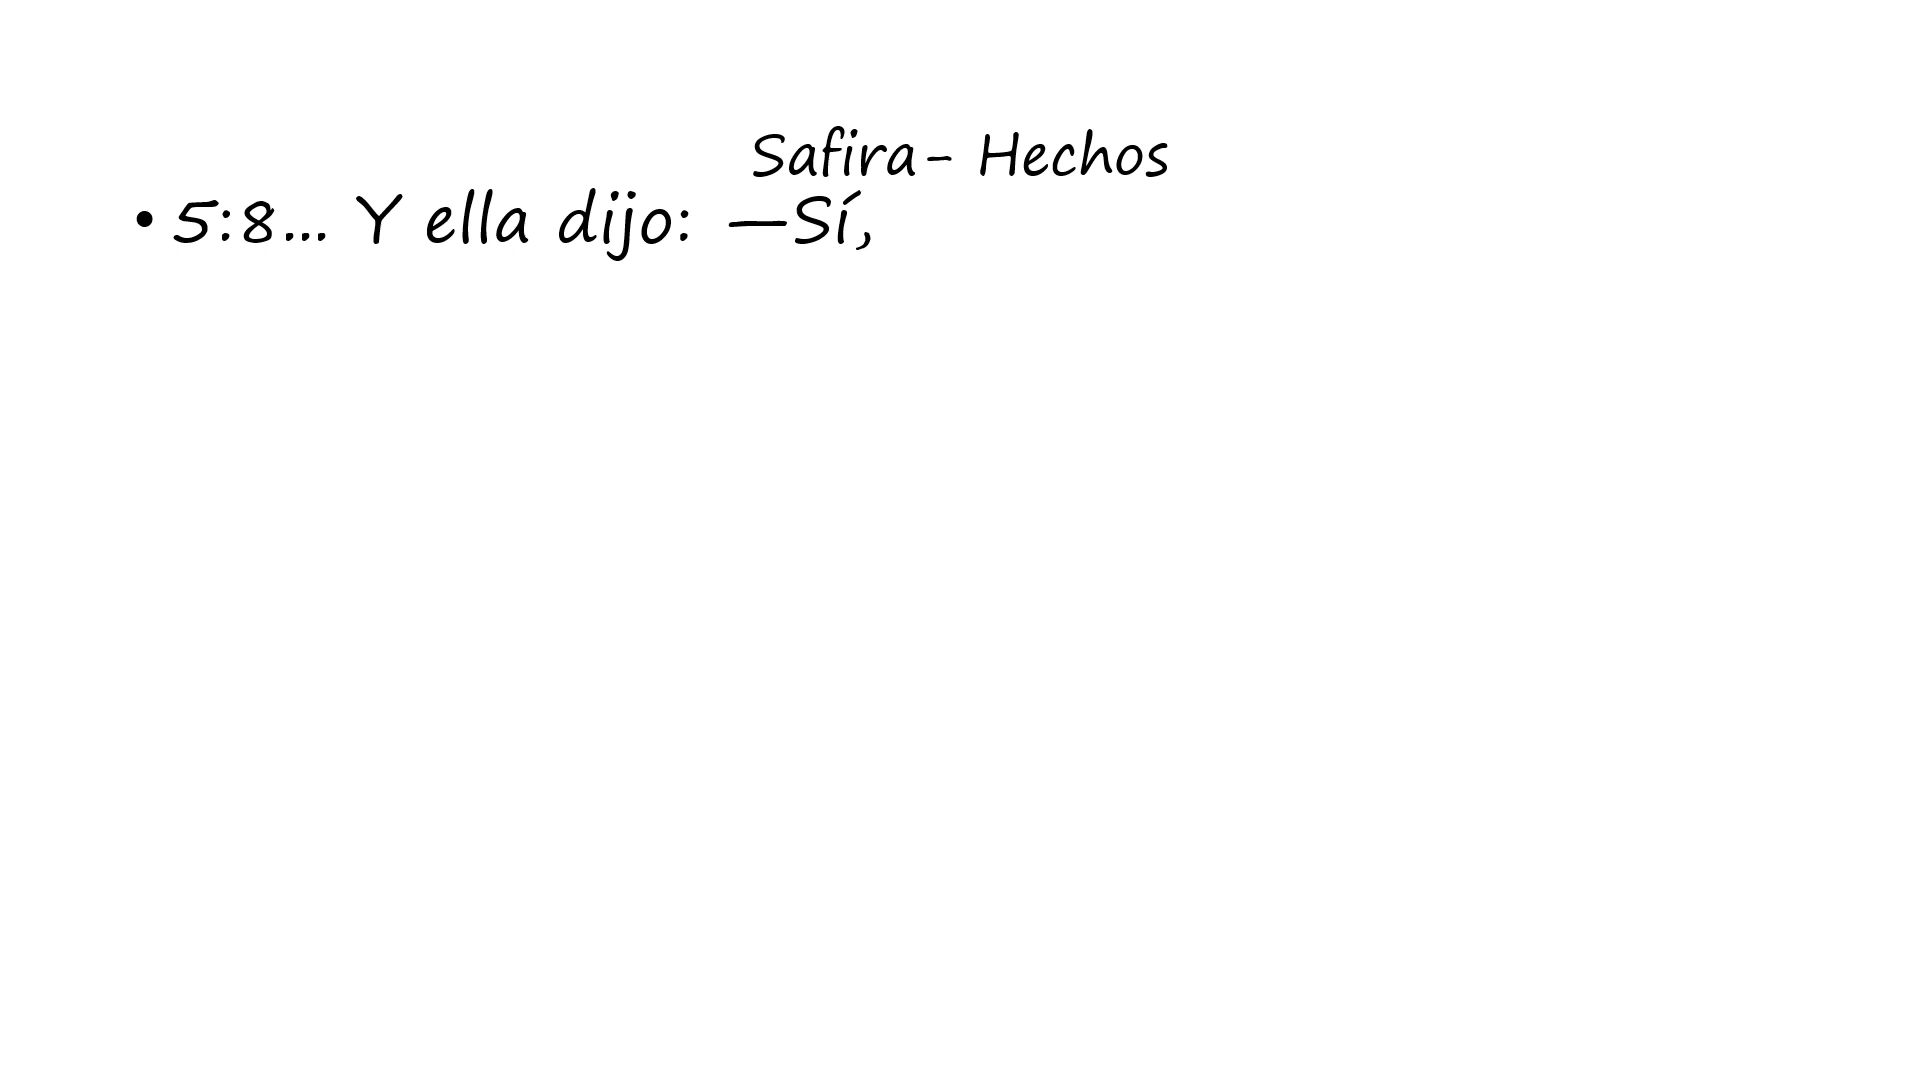 Safira- Hechos
• 5:8... Y ella dijo: —Sí,